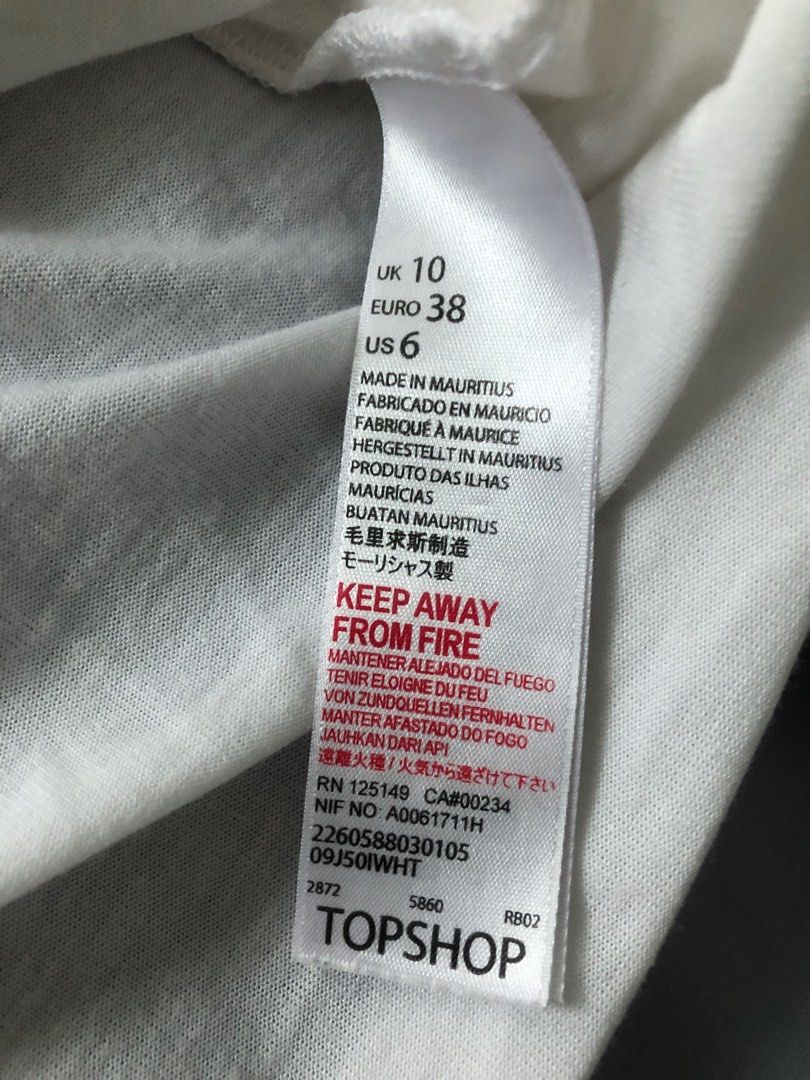 UK 10
EURO 38
US 6
MADE IN MAURITIUS
FABRICADO EN MAURICIO
FABRIQUÉ À MAURICE
HERGESTELLT IN MAURITIUS
PRODUTO DAS ILHAS
MAURÍCIAS
BUATAN MAURITIUS
毛里求斯制造
モーリシャス製
KEEP AWAY
FROM FIRE
MANTENER ALEJADO DEL FUEGO
TENIR ELOIGNE DU FEU
VON ZUNDQUELLEN FERNHALTEN
MANTER AFASTADO DO FOGO
JAUHKAN DARI API
遠離火種 / 火気から遠ざけて下さい
RN 125149 CA#00234
NIF NO: A0061711H
2260588030105
09J50IWHT
2872 5860 RB02
TOPSHOP